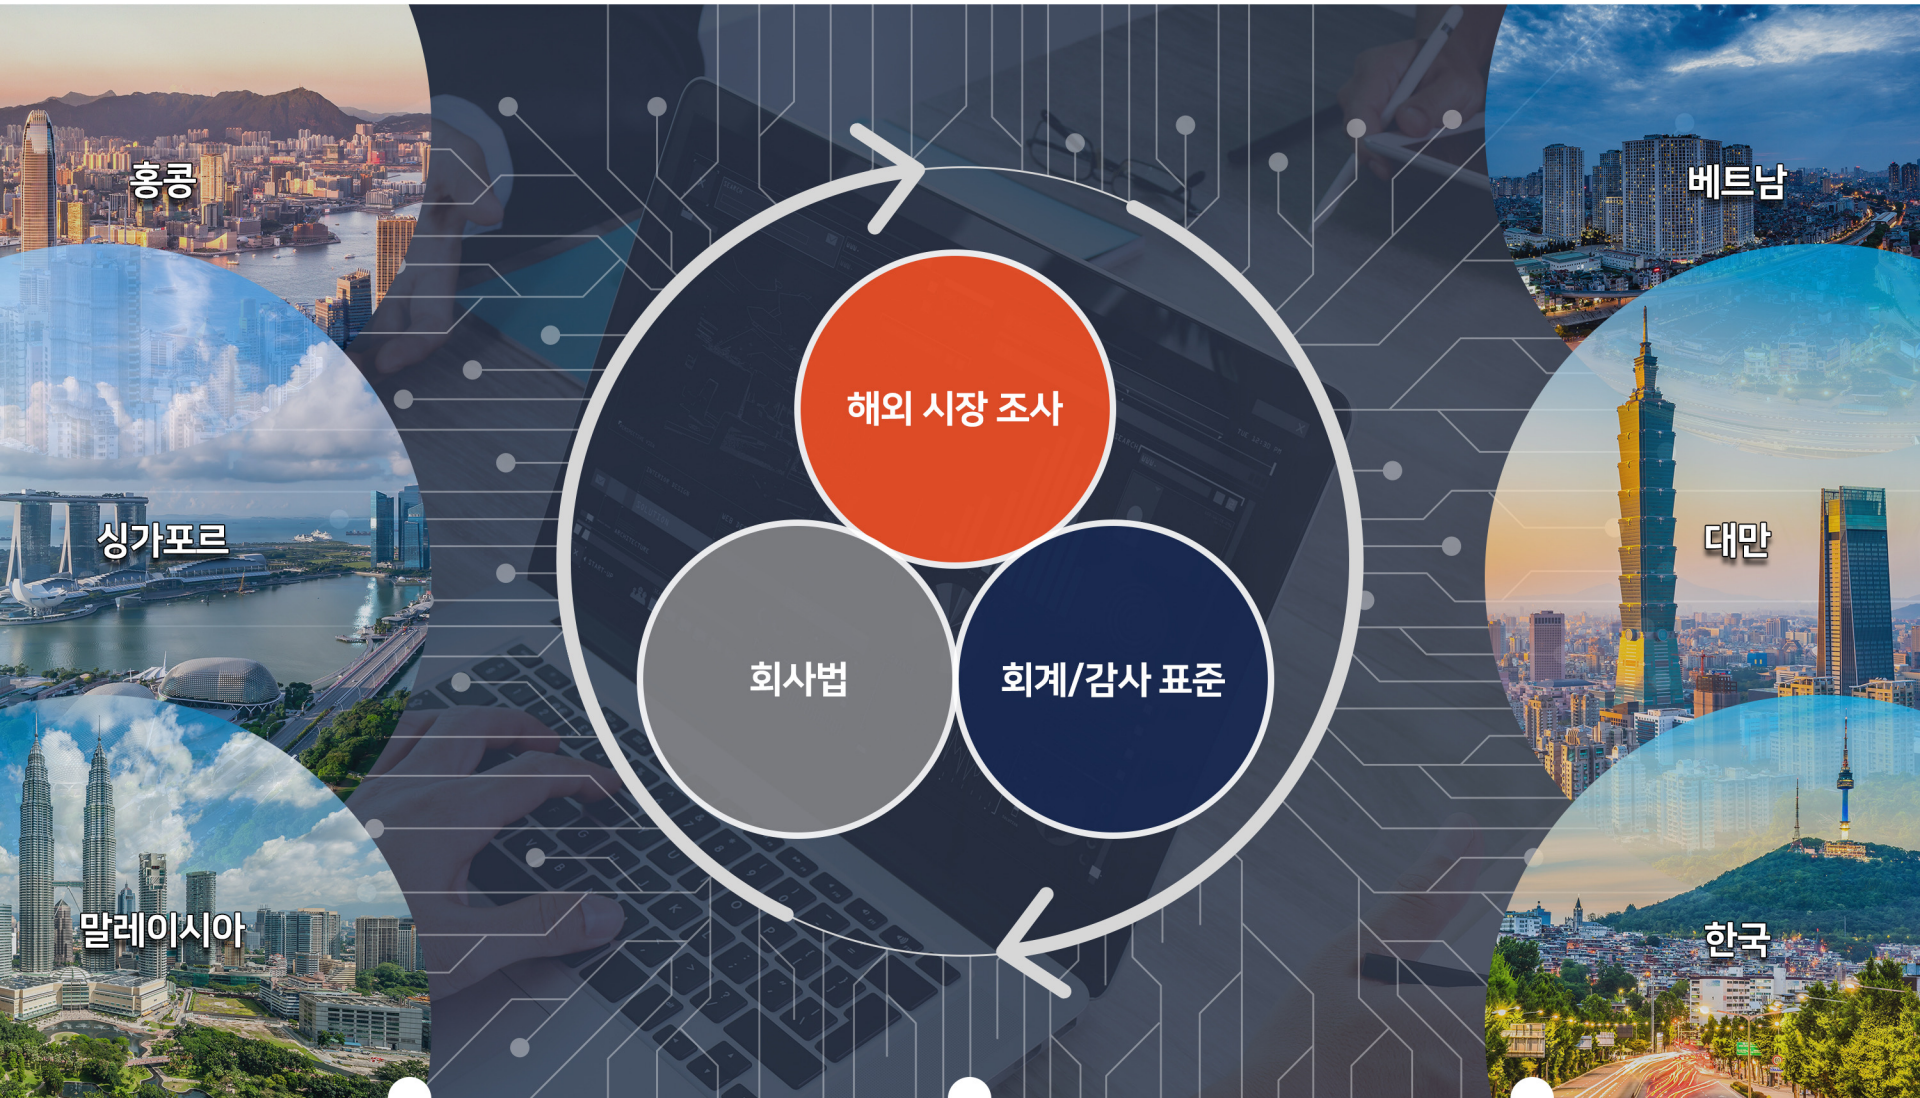 홍콩
베트남
해외 시장 조사
싱가포르
대만
회사법
회계/감사 표준
말레이시아
한국